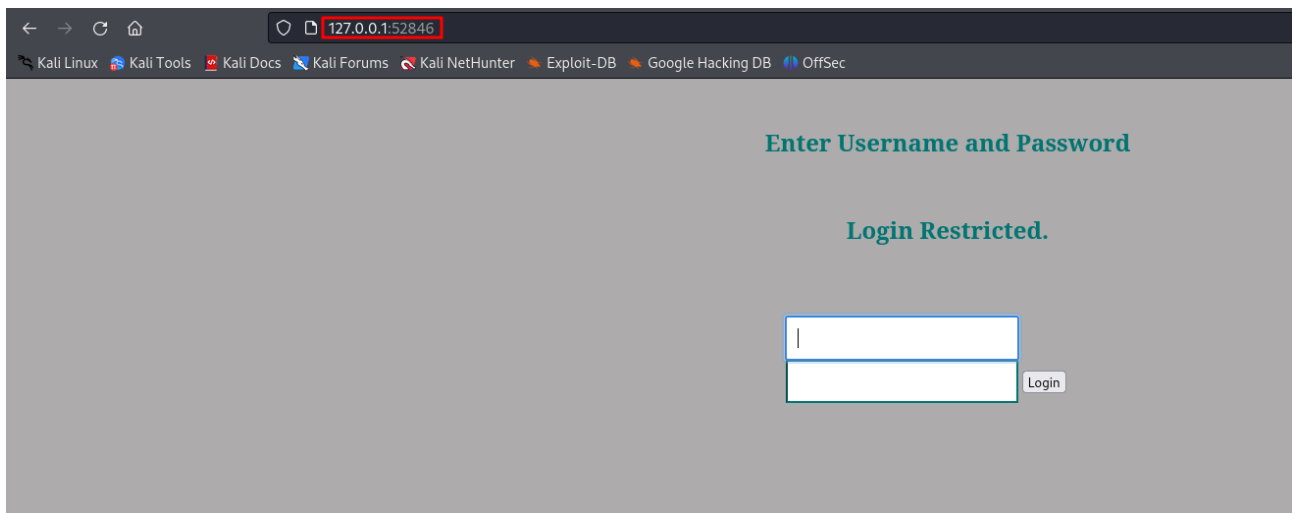 127.0.0.1:52846
Kali Linux Kali Tools Kali Docs Kali Forums Kali NetHunter Exploit-DB Google Hacking DB OffSec
Enter Username and Password
Login Restricted.
Login